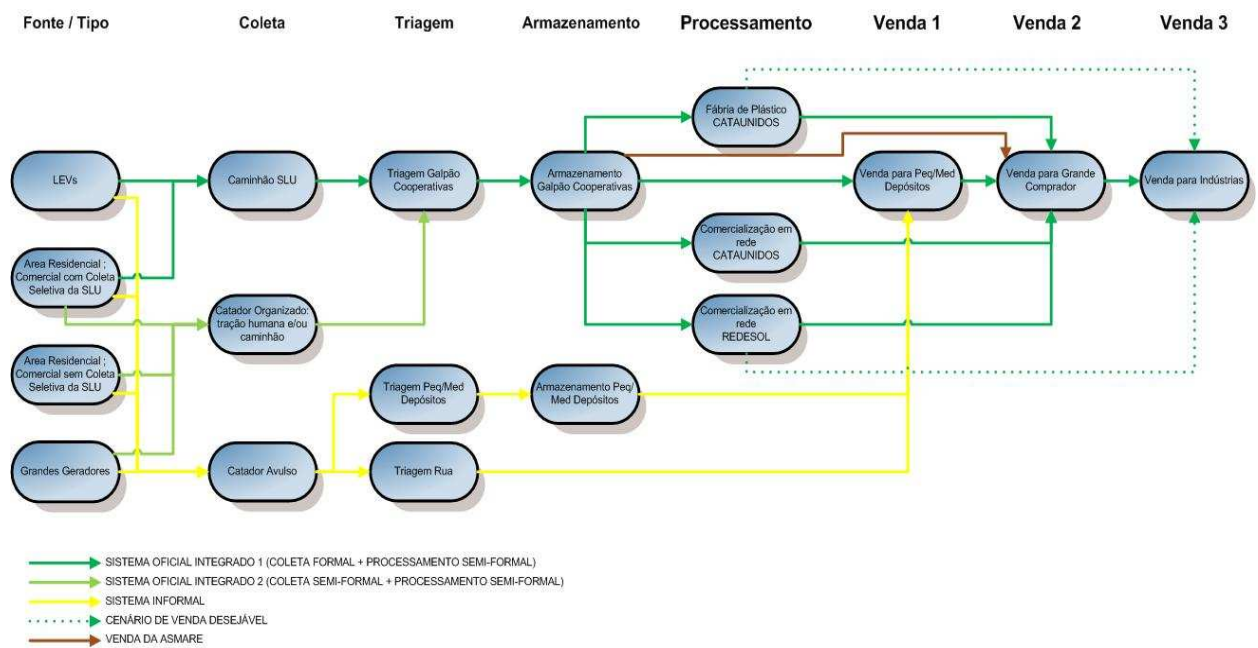 Fonte / Tipo
Coleta
Triagem
Armazenamento
Processamento
Venda 1
Venda 2
Venda 3
Fábria de Plástico
CATAUNIDOS
LEVs
Caminhão SLU
Triagem Galpão
Cooperativas
Armazenamento
Galpão Cooperativas
Venda para Peq/Med
Depósitos
Venda para Grande
Comprador
Venda para Indústrias
Area Residencial ;
Comercial com Coleta
Seletiva da SLU
Comercialização em
rede
CATAUNIDOS
Catador Organizado:
tração humana e/ou
caminhão
Comercialização em
rede
REDESOL
Area Residencial ;
Comercial sem Coleta
Seletiva da SLU
Triagem Peq/Med
Depósitos
Armazenamento Peq/
Med Depósitos
Grandes Geradores
Catador Avulso
Triagem Rua
SISTEMA OFICIAL INTEGRADO 1 (COLETA FORMAL + PROCESSAMENTO SEMI-FORMAL)
SISTEMA OFICIAL INTEGRADO 2 (COLETA SEMI-FORMAL + PROCESSAMENTO SEMI-FORMAL)
SISTEMA INFORMAL
CENÁRIO DE VENDA DESEJÁVEL
VENDA DA ASMARE